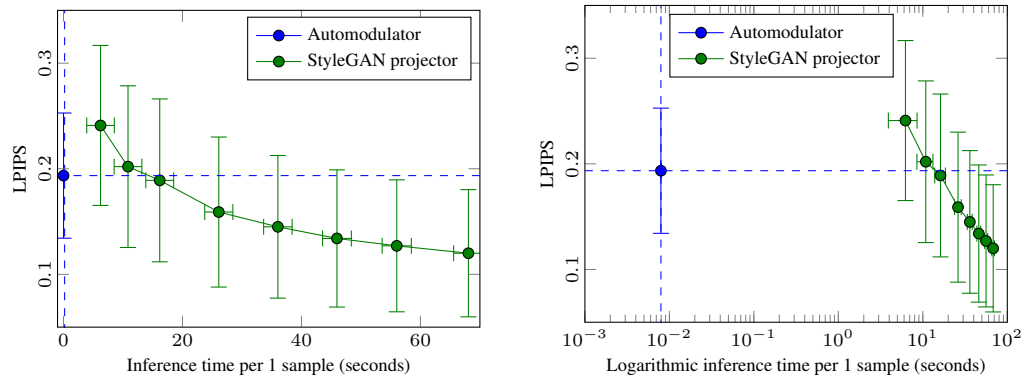 Automodulator
StyleGAN projector
0.3
0.2
0.1
LPIPS
0
20
40
60
Inference time per 1 sample (seconds)
Automodulator
StyleGAN projector
0.3
0.2
0.1
LPIPS
10⁻³
10⁻²
10⁻¹
10⁰
10¹
10²
Logarithmic inference time per 1 sample (seconds)